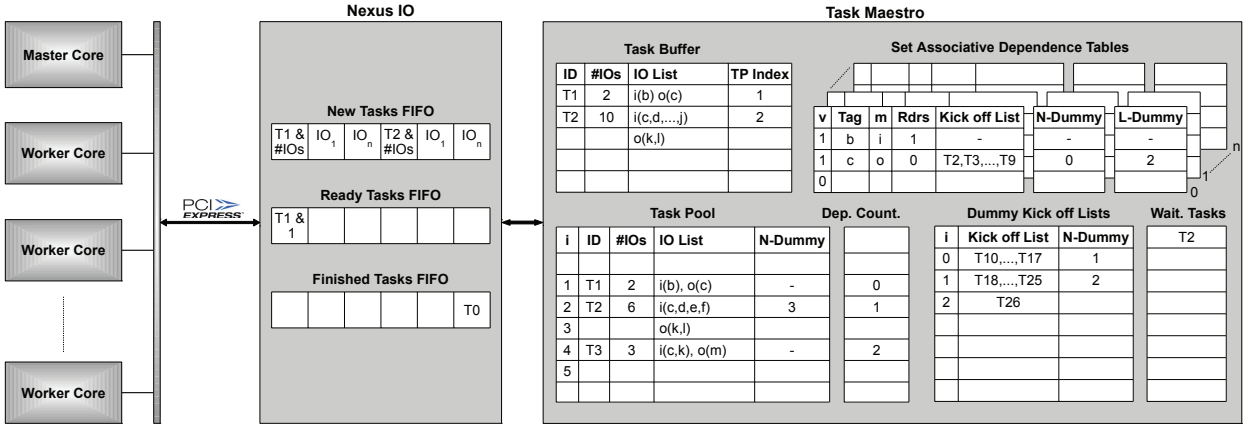 Nexus IO
Task Maestro
Master Core
Worker Core
Worker Core
Worker Core
PCI
EXPRESS
New Tasks FIFO
T1 & #IOs IO1 IOn T2 & #IOs IO1 IOn
Ready Tasks FIFO
T1 & 1
Finished Tasks FIFO
T0
Task Buffer
ID #IOs IO List TP Index
T1 2 i(b) o(c) 1
T2 10 i(c,d,...,j) 2
o(k,l)
Set Associative Dependence Tables
v Tag m Rdrs Kick off List N-Dummy L-Dummy
1 b i 1 - - -
1 c o 0 T2,T3,...,T9 0 2
0
0 1 n
Task Pool
Dep. Count.
i ID #IOs IO List N-Dummy
1 T1 2 i(b), o(c) - 0
2 T2 6 i(c,d,e,f) 3 1
3 o(k,l)
4 T3 3 i(c,k), o(m) - 2
5
Dummy Kick off Lists
i Kick off List N-Dummy
0 T10,...,T17 1
1 T18,...,T25 2
2 T26
Wait. Tasks
T2